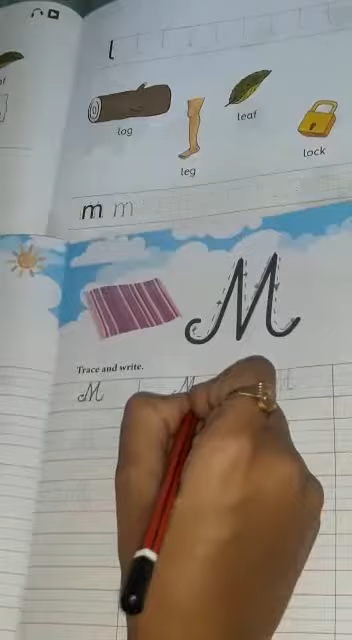 l
log
leg
leaf
lock
m m
M
Trace and write.
M M M